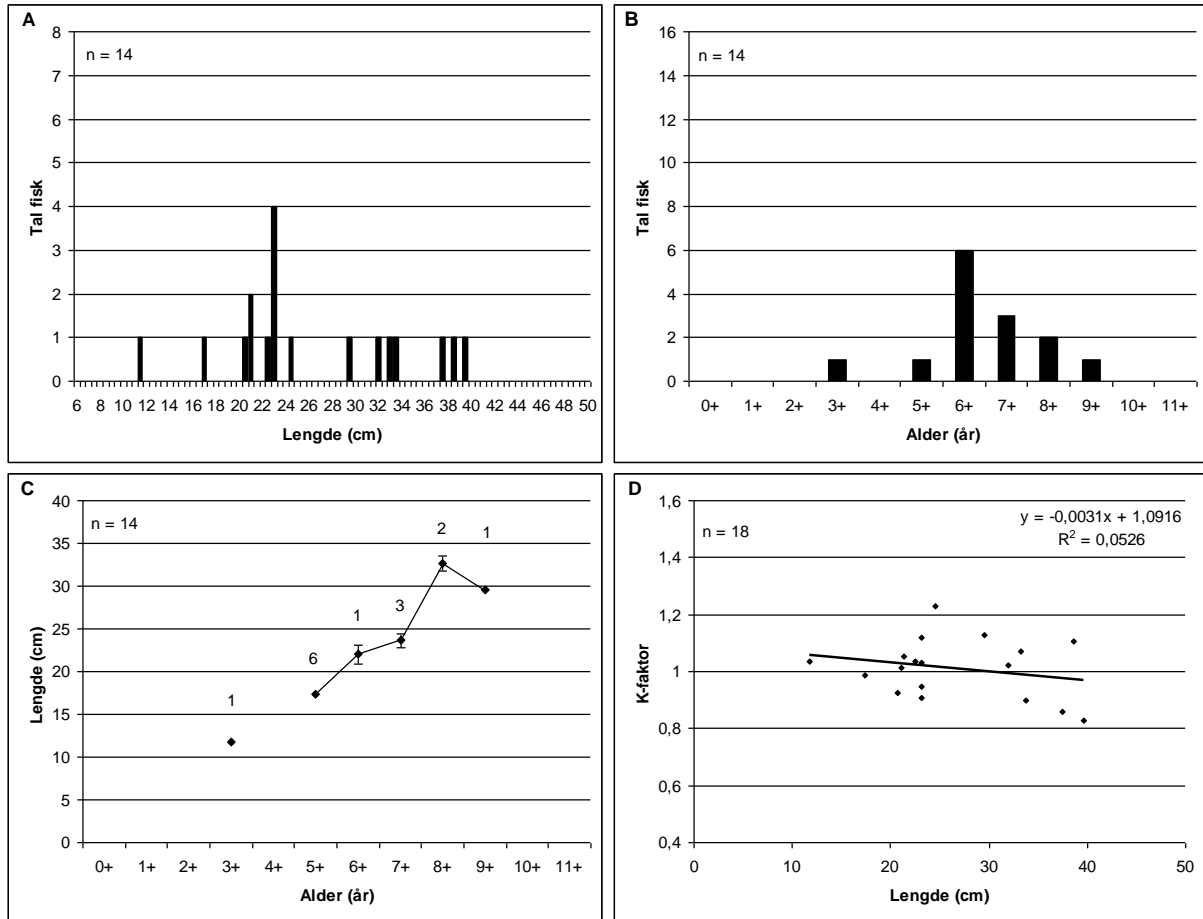 A
n = 14
Tal fisk
8
7
6
5
4
3
2
1
0
6 8 10 12 14 16 18 20 22 24 26 28 30 32 34 36 38 40 42 44 46 48 50
Lengde (cm)
B
n = 14
Tal fisk
16
14
12
10
8
6
4
2
0
0+ 1+ 2+ 3+ 4+ 5+ 6+ 7+ 8+ 9+ 10+ 11+
Alder (år)
C
n = 14
Lengde (cm)
40
35
30
25
20
15
10
5
0
1 6 1 3 2 1
0+ 1+ 2+ 3+ 4+ 5+ 6+ 7+ 8+ 9+ 10+ 11+
Alder (år)
D
n = 18
y = -0,0031x + 1,0916
R² = 0,0526
K-faktor
1,6
1,4
1,2
1
0,8
0,6
0,4
0 10 20 30 40 50
Lengde (cm)